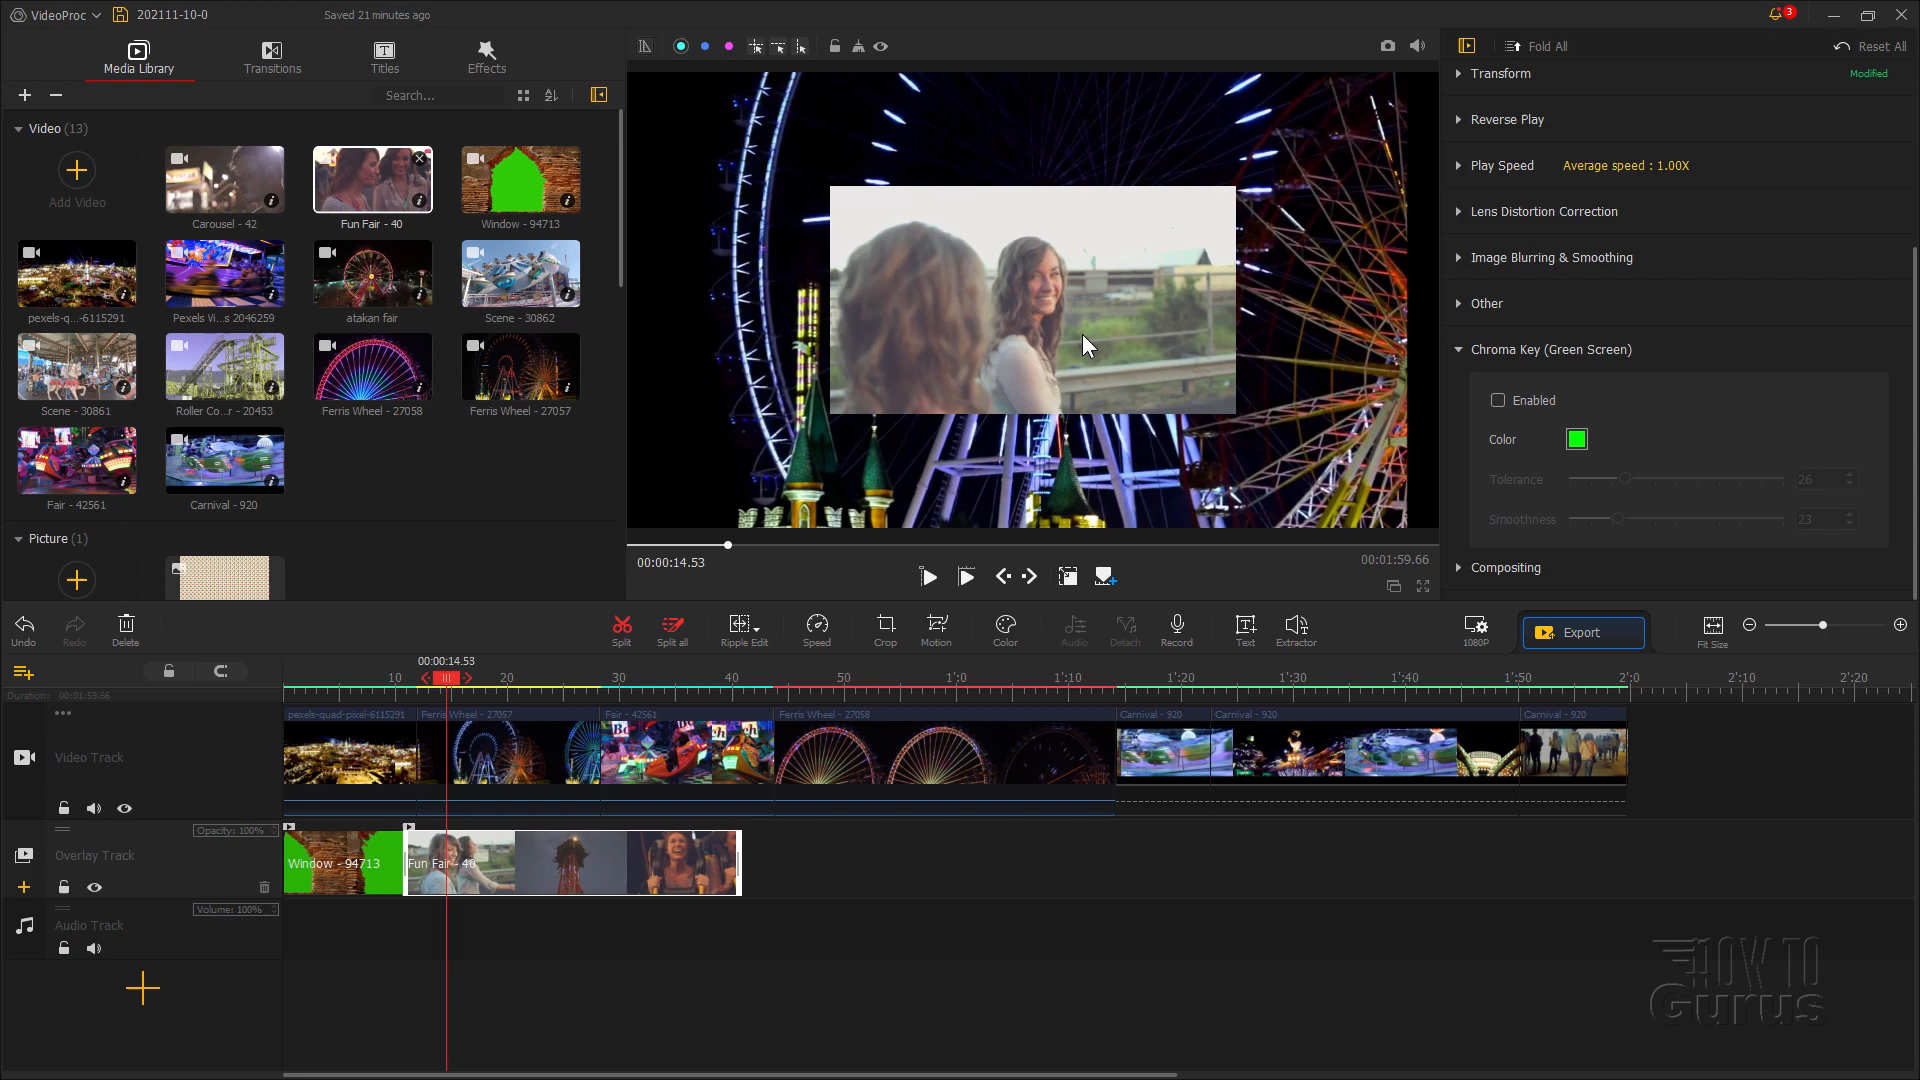 VideoProc
202111-10-0
Saved 21 minutes ago
3
Media Library
Transitions
Titles
Effects
Search...
Video (13)
Add Video
Carousel - 42
Fun Fair - 40
Window - 94713
pexels-q...-6115291
Pexels Vi...s 2046259
atakan fair
Scene - 30862
Scene - 30861
Roller Co...r - 20453
Ferris Wheel - 27058
Ferris Wheel - 27057
Fair - 42561
Carnival - 920
Picture (1)
00:00:14.53
00:01:59.66
Fold All
Reset All
Transform
Modified
Reverse Play
Play Speed
Average speed : 1.00X
Lens Distortion Correction
Image Blurring & Smoothing
Other
Chroma Key (Green Screen)
Enabled
Color
Tolerance
26
Smoothness
23
Compositing
Undo
Redo
Delete
Split
Split all
Ripple Edit
Speed
Crop
Motion
Color
Audio
Detach
Record
Text
Extractor
1080P
Export
Fit Size
00:00:14.53
10
20
30
40
50
1':0
1':10
1':20
1':30
1':40
1':50
2':0
2':10
2':20
Duration: 00:01:59.66
pexels-quad-pixel-6115291
Ferris Wheel - 27057
Fair - 42561
Ferris Wheel - 27058
Carnival - 920
Carnival - 920
Carnival - 920
Video Track
Opacity: 100%
Overlay Track
Window - 94713
Fun Fair - 40
Volume: 100%
Audio Track
HOW TO
Gurus